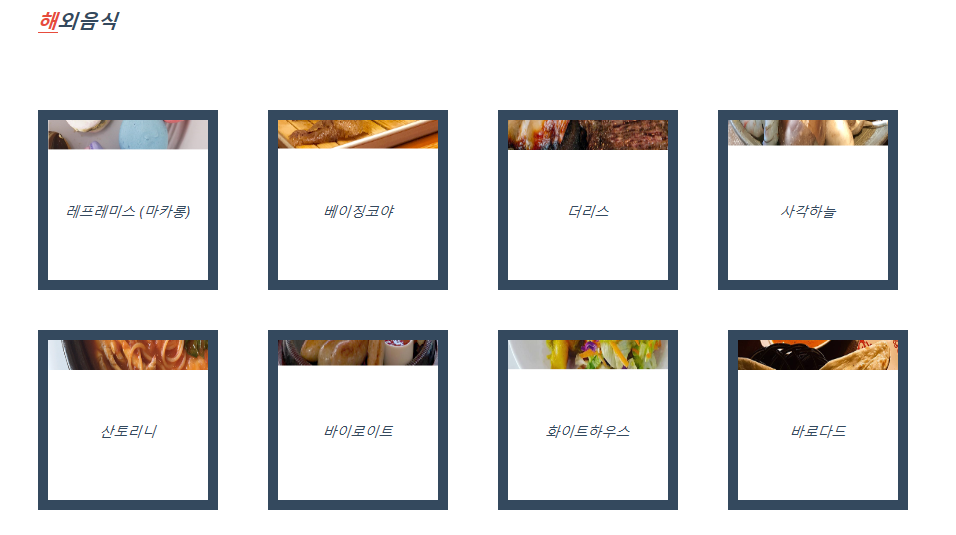 해외음식
레프레미스 (마카롱)
베이징코야
더리스
사각하늘
산토리니
바이로이트
화이트하우스
바로다드